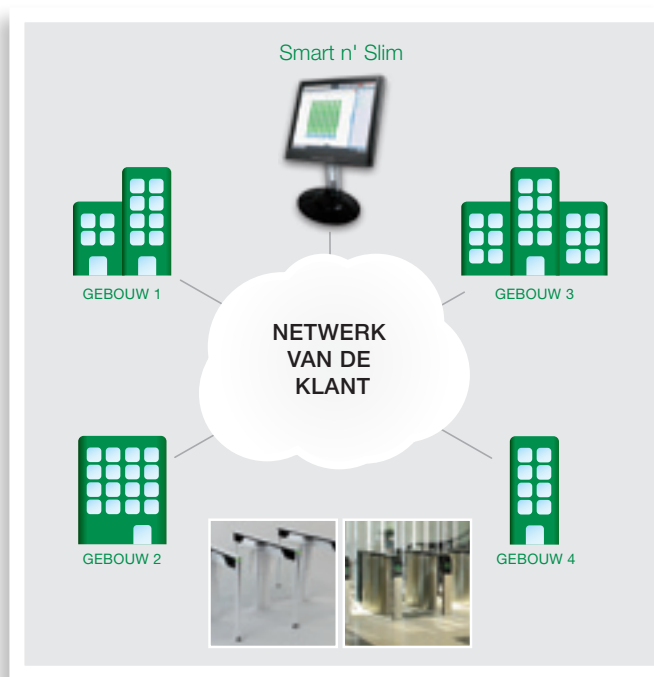 Smart n' Slim
GEBOUW 1
GEBOUW 3
NETWERK
VAN DE
KLANT
GEBOUW 2
GEBOUW 4